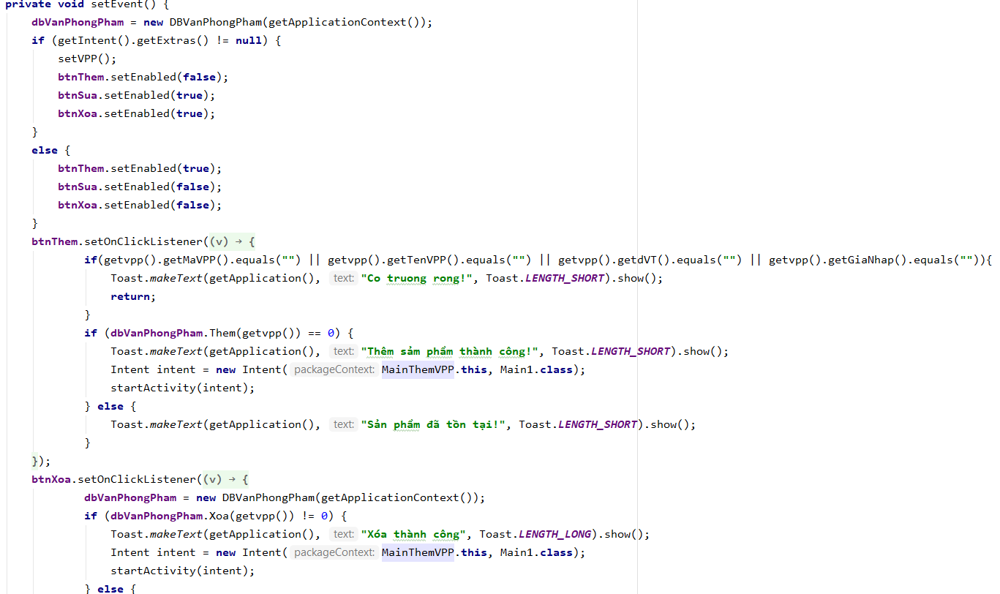 private void setEvent() {
dbVanPhongPham = new DBVanPhongPham(getApplicationContext());
if (getIntent().getExtras() != null) {
setVPP();
btnThem.setEnabled(false);
btnSua.setEnabled(true);
btnXoa.setEnabled(true);
}
else {
btnThem.setEnabled(true);
btnSua.setEnabled(false);
btnXoa.setEnabled(false);
}
btnThem.setOnClickListener((v) → {
if(getvpp().getMaVPP().equals("") || getvpp().getTenVPP().equals("") || getvpp().getdVT().equals("") || getvpp().getGiaNhap().equals("")){
Toast.makeText(getApplication(), text: "Co truong rong!", Toast.LENGTH_SHORT).show();
return;
}
if (dbVanPhongPham.Them(getvpp()) == 0) {
Toast.makeText(getApplication(), text: "Thêm sảm phẩm thành công!", Toast.LENGTH_SHORT).show();
Intent intent = new Intent( packageContext: MainThemVPP.this, Main1.class);
startActivity(intent);
} else {
Toast.makeText(getApplication(), text: "Sản phẩm đã tồn tại!", Toast.LENGTH_SHORT).show();
}
});
btnXoa.setOnClickListener((v) → {
dbVanPhongPham = new DBVanPhongPham(getApplicationContext());
if (dbVanPhongPham.Xoa(getvpp()) != 0) {
Toast.makeText(getApplication(), text: "Xóa thành công", Toast.LENGTH_LONG).show();
Intent intent = new Intent( packageContext: MainThemVPP.this, Main1.class);
startActivity(intent);
} else {